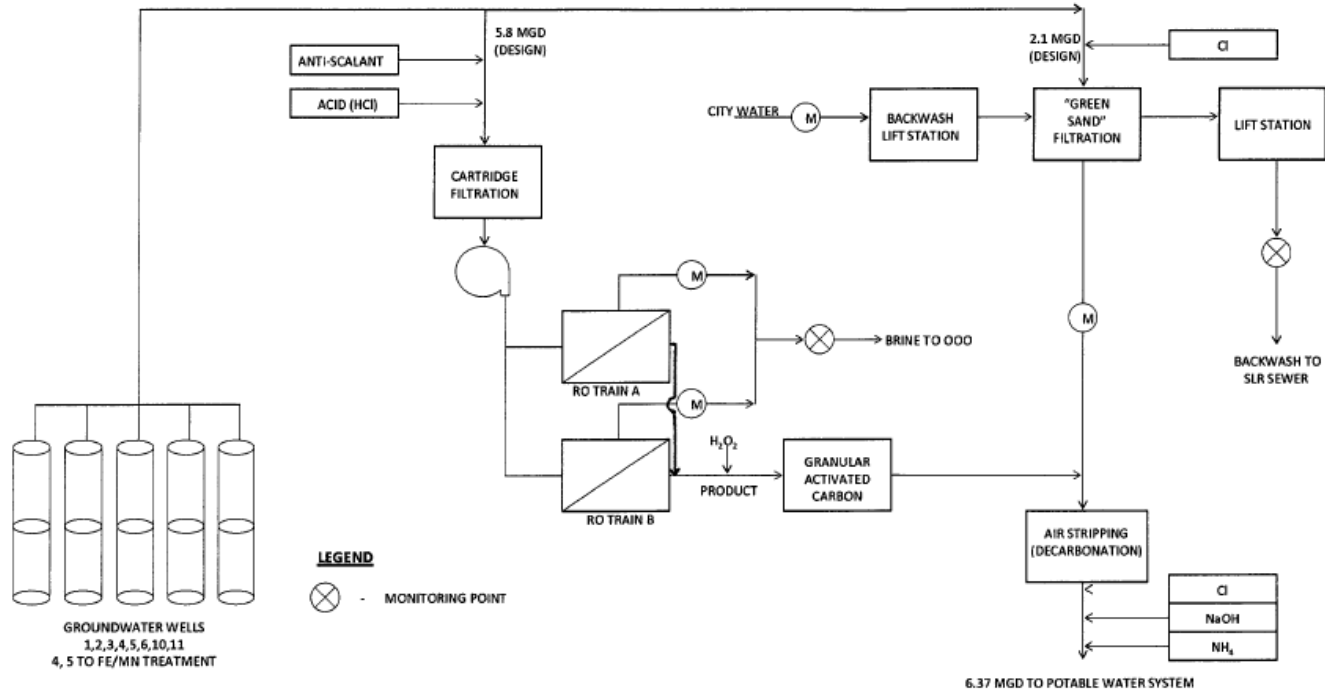 5.8 MGD
(DESIGN)
ANTI-SCALANT
ACID (HCl)
2.1 MGD
(DESIGN)
Cl
CITY WATER
M
BACKWASH
LIFT STATION
"GREEN
SAND"
FILTRATION
LIFT STATION
CARTRIDGE
FILTRATION
M
RO TRAIN A
BRINE TO OOO
M
BACKWASH TO
SLR SEWER
M
RO TRAIN B
H₂O₂
PRODUCT
GRANULAR
ACTIVATED
CARBON
AIR STRIPPING
(DECARBONATION)
Cl
NaOH
NH₄
6.37 MGD TO POTABLE WATER SYSTEM
LEGEND
- MONITORING POINT
GROUNDWATER WELLS
1,2,3,4,5,6,10,11
4, 5 TO FE/MN TREATMENT